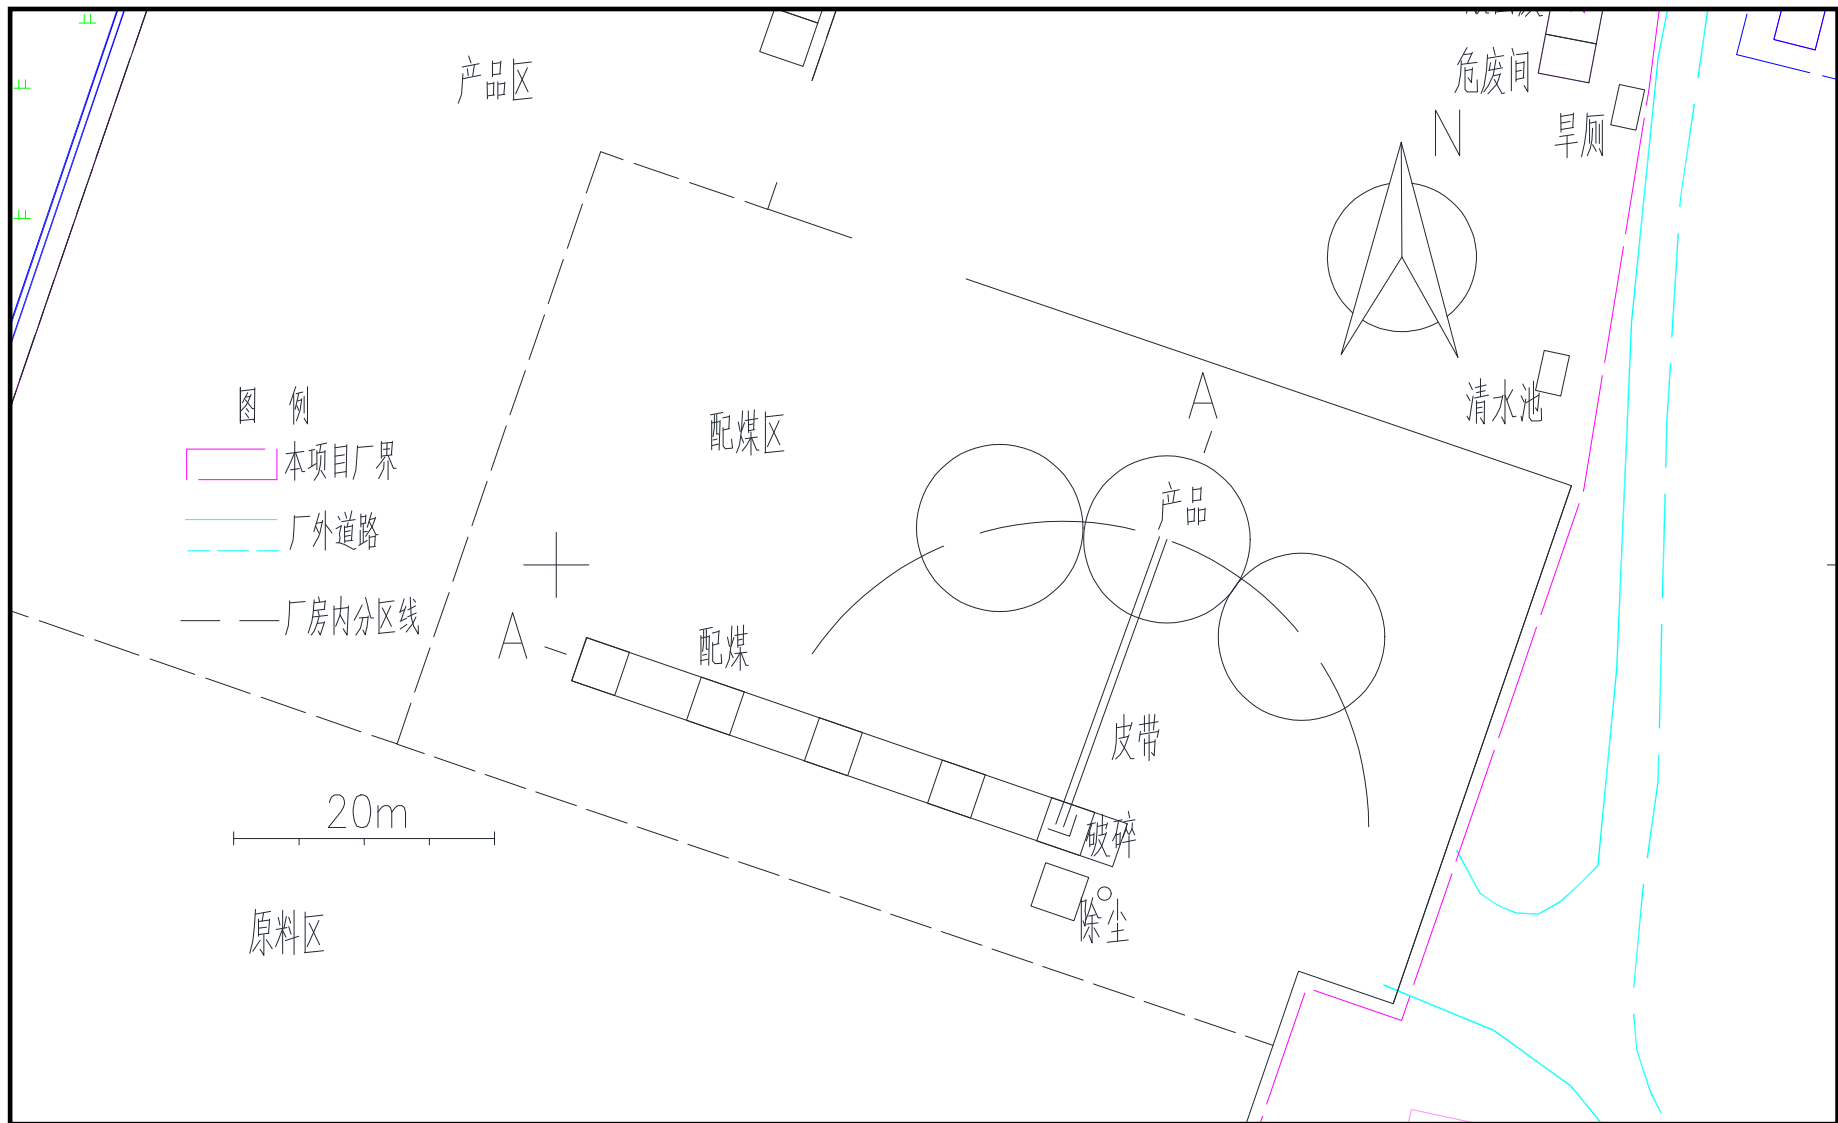 产品区
危废间
旱厕
N
图 例
本项目厂界
厂外道路
厂房内分区线
配煤区
A
清水池
产品
A
配煤
皮带
20m
破碎
除尘
原料区